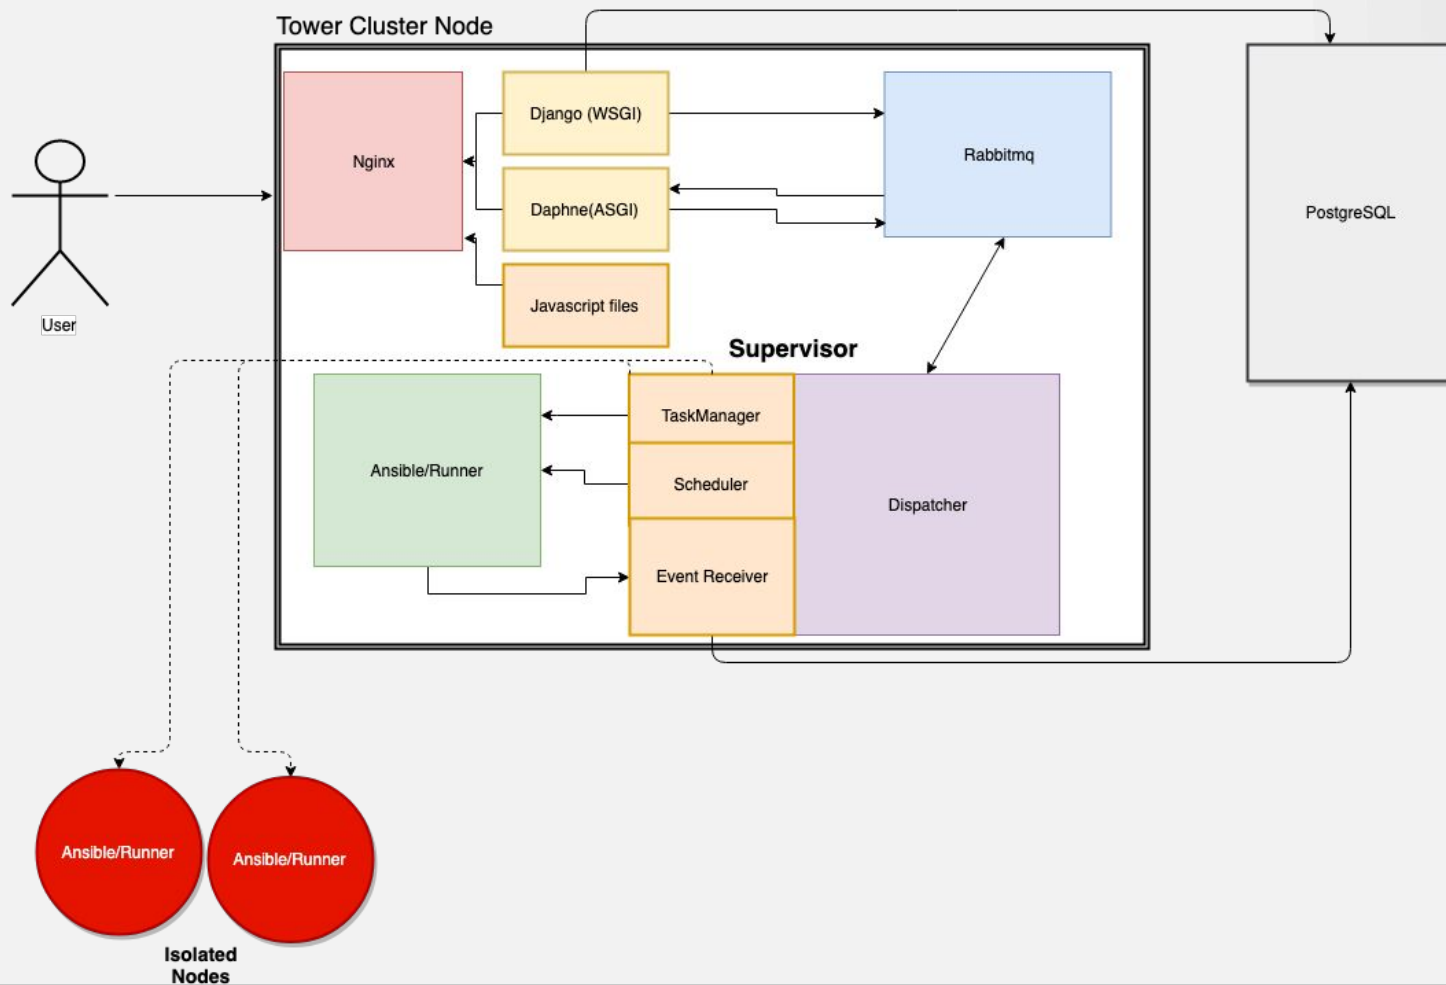 Tower Cluster Node
Nginx
Django (WSGI)
Daphne(ASGI)
Javascript files
Rabbitmq
PostgreSQL
User
Supervisor
TaskManager
Scheduler
Event Receiver
Ansible/Runner
Dispatcher
Ansible/Runner
Ansible/Runner
Isolated
Nodes